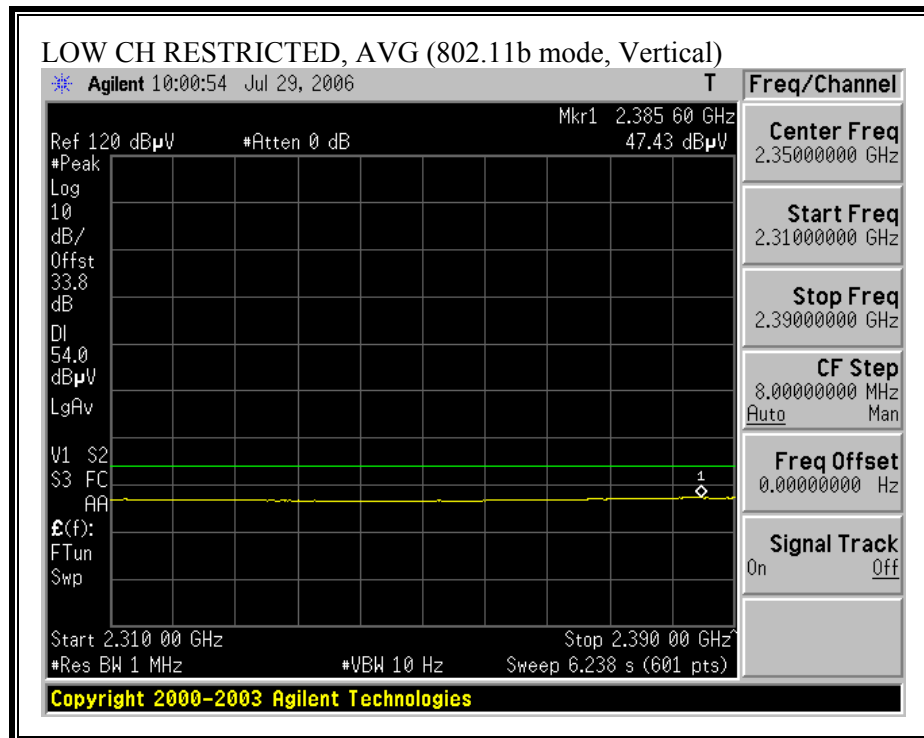 LOW CH RESTRICTED, AVG (802.11b mode, Vertical)
Agilent 10:00:54 Jul 29, 2006 T
Mkr1 2.385 60 GHz
Ref 120 dBµV #Atten 0 dB 47.43 dBµV
#Peak
Log
10
dB/
Offst
33.8
dB
DI
54.0
dBµV
LgAv
V1 S2
S3 FC
AA
£(f):
FTun
Swp
1
Start 2.310 00 GHz Stop 2.390 00 GHz^
#Res BW 1 MHz #VBW 10 Hz Sweep 6.238 s (601 pts)
Freq/Channel
Center Freq
2.35000000 GHz
Start Freq
2.31000000 GHz
Stop Freq
2.39000000 GHz
CF Step
8.00000000 MHz
Auto Man
Freq Offset
0.00000000 Hz
Signal Track
On Off
Copyright 2000-2003 Agilent Technologies